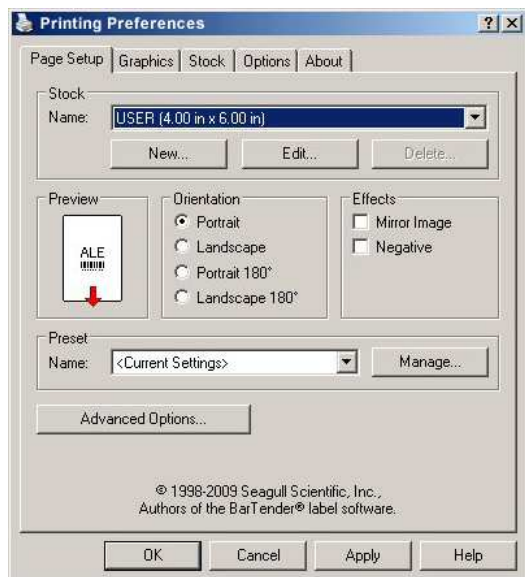 Printing Preferences
Page Setup Graphics Stock Options About
Stock
Name: USER (4.00 in x 6.00 in)
New... Edit... Delete...
Preview
ALE
Orientation
Portrait
Landscape
Portrait 180°
Landscape 180°
Effects
Mirror Image
Negative
Preset
Name: <Current Settings> Manage...
Advanced Options...
© 1998-2009 Seagull Scientific, Inc.,
Authors of the BarTender® label software.
OK Cancel Apply Help